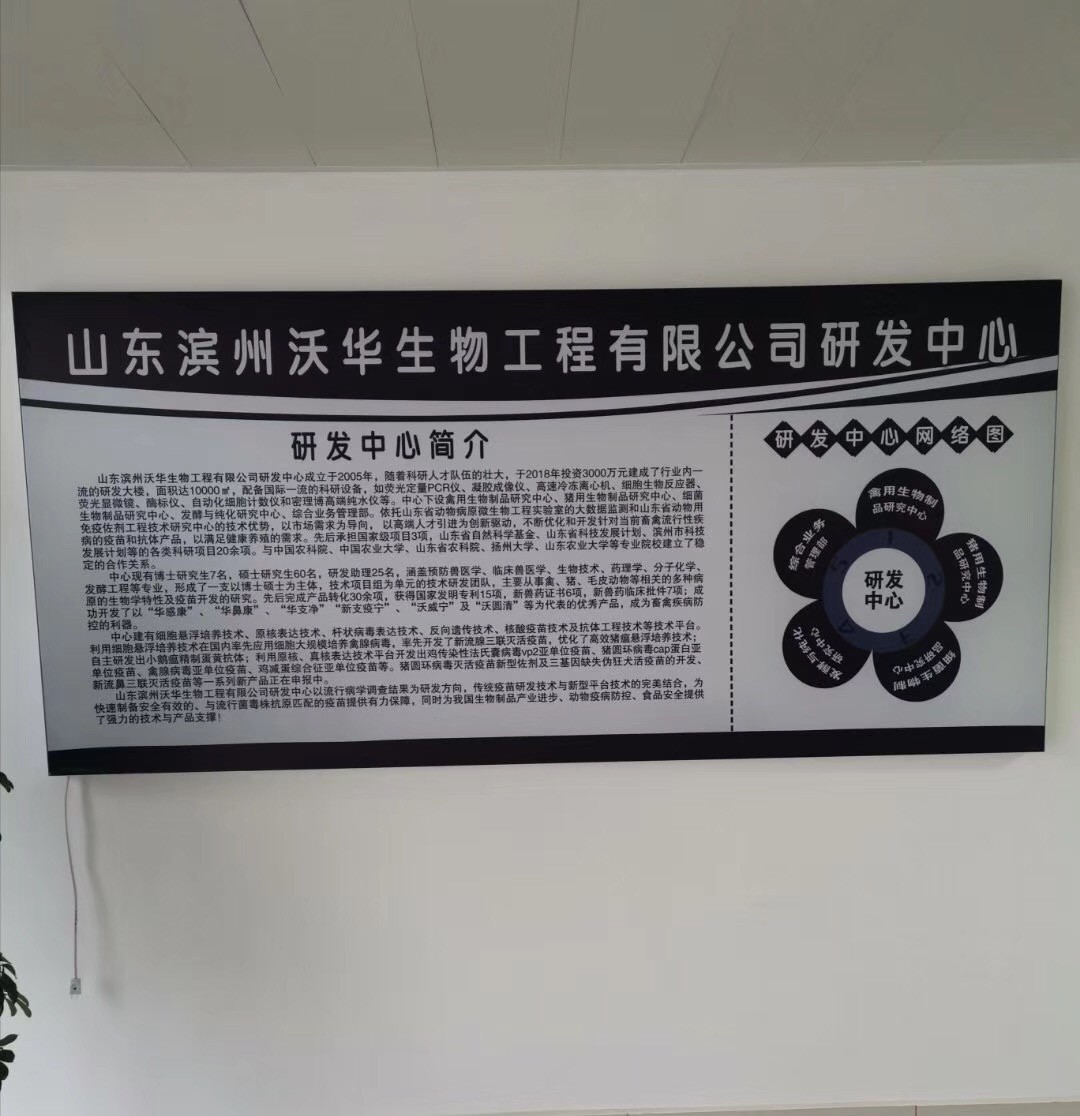 山东滨州沃华生物工程有限公司研发中心
研发中心简介
山东滨州沃华生物工程有限公司研发中心成立于2005年，随着科研人才队伍的壮大，于2018年投资3000万元建成了行业内一
流的研发大楼，面积达10000㎡，配备国际一流的科研设备，如荧光定量PCR仪、凝胶成像仪、高速冷冻离心机、细胞生物反应器、
荧光显微镜、酶标仪、自动化细胞计数仪和密理博高端纯水仪等。中心下设禽用生物制品研究中心、猪用生物制品研究中心、细菌
生物制品研究中心、发酵与纯化研究中心、综合业务管理部。依托山东省动物病原微生物工程实验室的大数据监测和山东省动物用
免疫佐剂工程技术研究中心的技术优势，以市场需求为导向， 以高端人才引进为创新驱动，不断优化和开发针对当前畜禽流行性疾
病的疫苗和抗体产品，以满足健康养殖的需求。先后承担国家级项目3项，山东省自然科学基金、山东省科技发展计划、滨州市科技
发展计划等的各类科研项目20余项。与中国农科院、中国农业大学、山东省农科院、扬州大学、山东农业大学等专业院校建立了稳
定的合作关系。
中心现有博士研究生7名，硕士研究生60名，研发助理25名，涵盖预防兽医学、临床兽医学、生物技术、药理学、分子化学、
发酵工程等专业，形成了一支以博士硕士为主体，技术项目组为单元的技术研发团队，主要从事禽、猪、毛皮动物等相关的多种病
原的生物学特性及疫苗开发的研究。先后完成产品转化30余项，获得国家发明专利15项，新兽药证书6项，新兽药临床批件7项；成
功开发了以“华感康”、“华鼻康”、“华支净”“新支疫宁”、“沃威宁”及“沃圆清”等为代表的优秀产品，成为畜禽疾病防
控的利器。
中心建有细胞悬浮培养技术、原核表达技术、杆状病毒表达技术、反向遗传技术、核酸疫苗技术及抗体工程技术等技术平台。
利用细胞悬浮培养技术在国内率先应用细胞大规模培养禽腺病毒，率先开发了新流腺三联灭活疫苗，优化了高效猪瘟悬浮培养技术；
自主研发出小鹅瘟精制蛋黄抗体；利用原核、真核表达技术平台开发出鸡传染性法氏囊病毒vp2亚单位疫苗、猪圆环病毒cap蛋白亚
单位疫苗、禽腺病毒亚单位疫苗、鸡减蛋综合征亚单位疫苗等。猪圆环病毒灭活疫苗新型佐剂及三基因缺失伪狂犬活疫苗的开发、
新流鼻三联灭活疫苗等一系列新产品正在申报中。
山东滨州沃华生物工程有限公司研发中心以流行病学调查结果为研发方向，传统疫苗研发技术与新型平台技术的完美结合，为
快速制备安全有效的、与流行菌毒株抗原匹配的疫苗提供有力保障，同时为我国生物制品产业进步、动物疫病防控、食品安全提供
了强力的技术与产品支撑！
研发中心网络图
禽用生物制
品研究中心
猪用生物制
品研究中心
细菌生物制
品研究中心
发酵与纯化
研究中心
综合业务
管理部
1
2
3
4
5
研发
中心